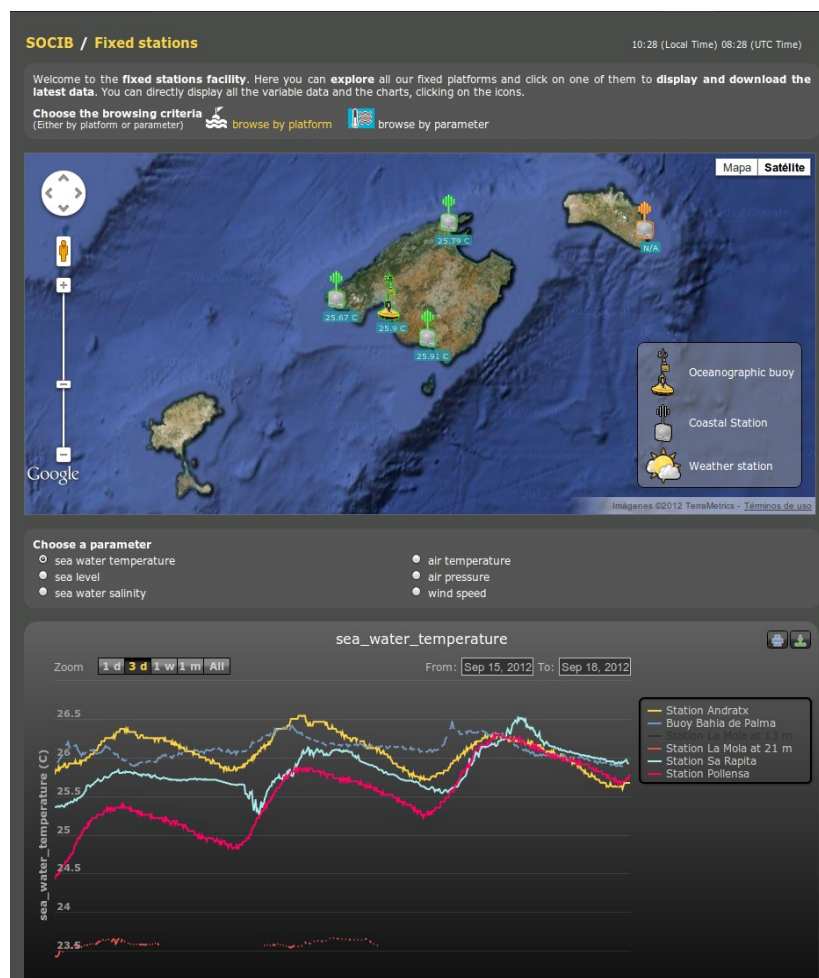 SOCIB / Fixed stations
10:28 (Local Time) 08:28 (UTC Time)
Welcome to the fixed stations facility. Here you can explore all our fixed platforms and click on one of them to display and download the
latest data. You can directly display all the variable data and the charts, clicking on the icons.
Choose the browsing criteria
(Either by platform or parameter)
browse by platform
browse by parameter
Mapa
Satélite
25.79 C
N/A
25.67 C
25.9 C
25.91 C
Oceanographic buoy
Coastal Station
Weather station
Google
Imágenes ©2012 TerraMetrics - Términos de uso
Choose a parameter
sea water temperature
air temperature
sea level
air pressure
sea water salinity
wind speed
sea_water_temperature
Zoom 1 d 3 d 1 w 1 m All
From: Sep 15, 2012 To: Sep 18, 2012
26.5
26
25.5
25
24.5
24
23.5
sea_water_temperature (C)
Station Andratx
Buoy Bahia de Palma
Station La Mola at 13 m
Station La Mola at 21 m
Station Sa Rapita
Station Pollensa